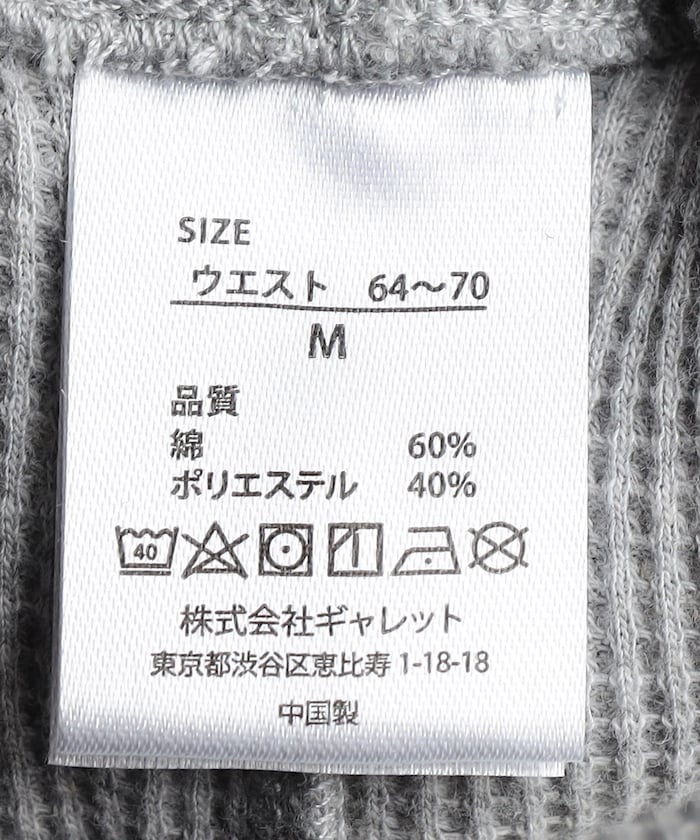 SIZE
ウエスト 64～70
M
品質
綿 60%
ポリエステル 40%
40
株式会社ギャレット
東京都渋谷区恵比寿 1-18-18
中国製